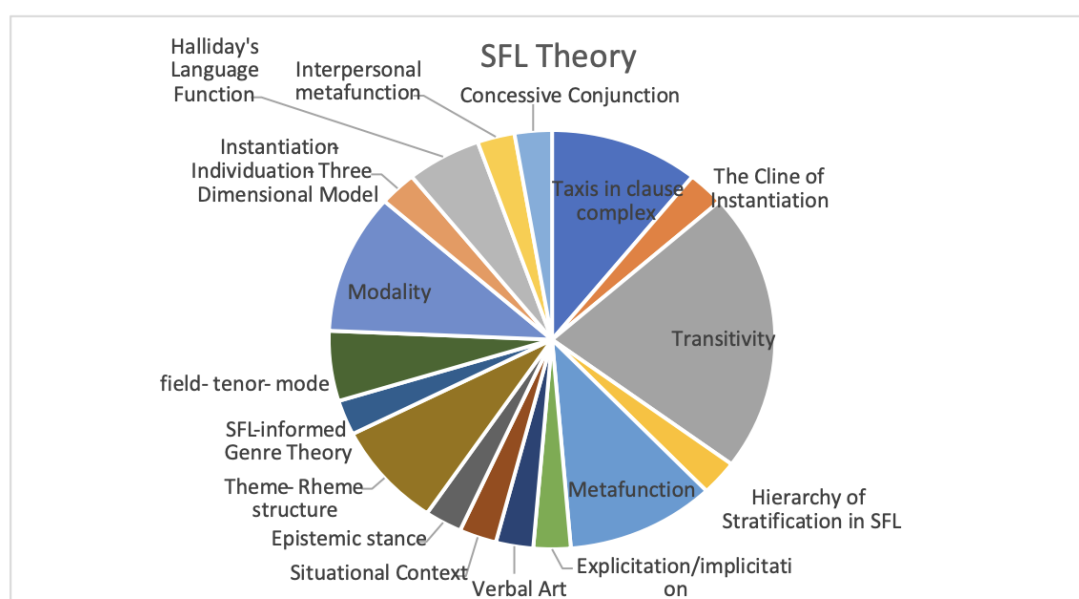 SFL Theory
Halliday's
Language
Function
Interpersonal
metafunction
Concessive Conjunction
Instantiation-
Individuation- Three
Dimensional Model
Taxis in clause
complex
The Cline of
Instantiation
Modality
Transitivity
field- tenor- mode
SFL-informed
Genre Theory
Theme- Rheme
structure
Metafunction
Hierarchy of
Stratification in SFL
Epistemic stance
Situational Context
Verbal Art
Explicitation/implicitati
on